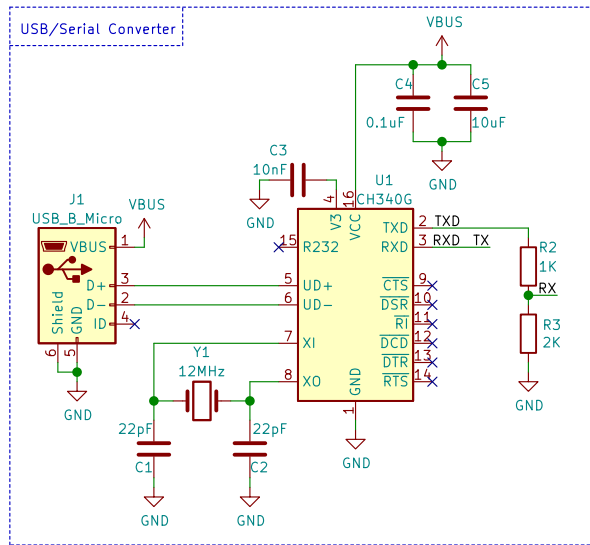 USB/Serial Converter
VBUS
C4
0.1uF
C5
10uF
GND
C3
10nF
GND
U1
CH340G
4
V3
16
VCC
15
R232
5
UD+
6
UD-
7
XI
8
XO
TXD
2
TXD
RXD
3
RXD
TX
CTS
9
DSR
10
RI
11
DCD
12
DTR
13
RTS
14
GND
1
GND
R2
1K
RX
R3
2K
GND
J1
USB_B_Micro
VBUS
VBUS
1
D+
3
D-
2
ID
4
Shield
6
GND
5
GND
Y1
12MHz
22pF
C1
GND
22pF
C2
GND